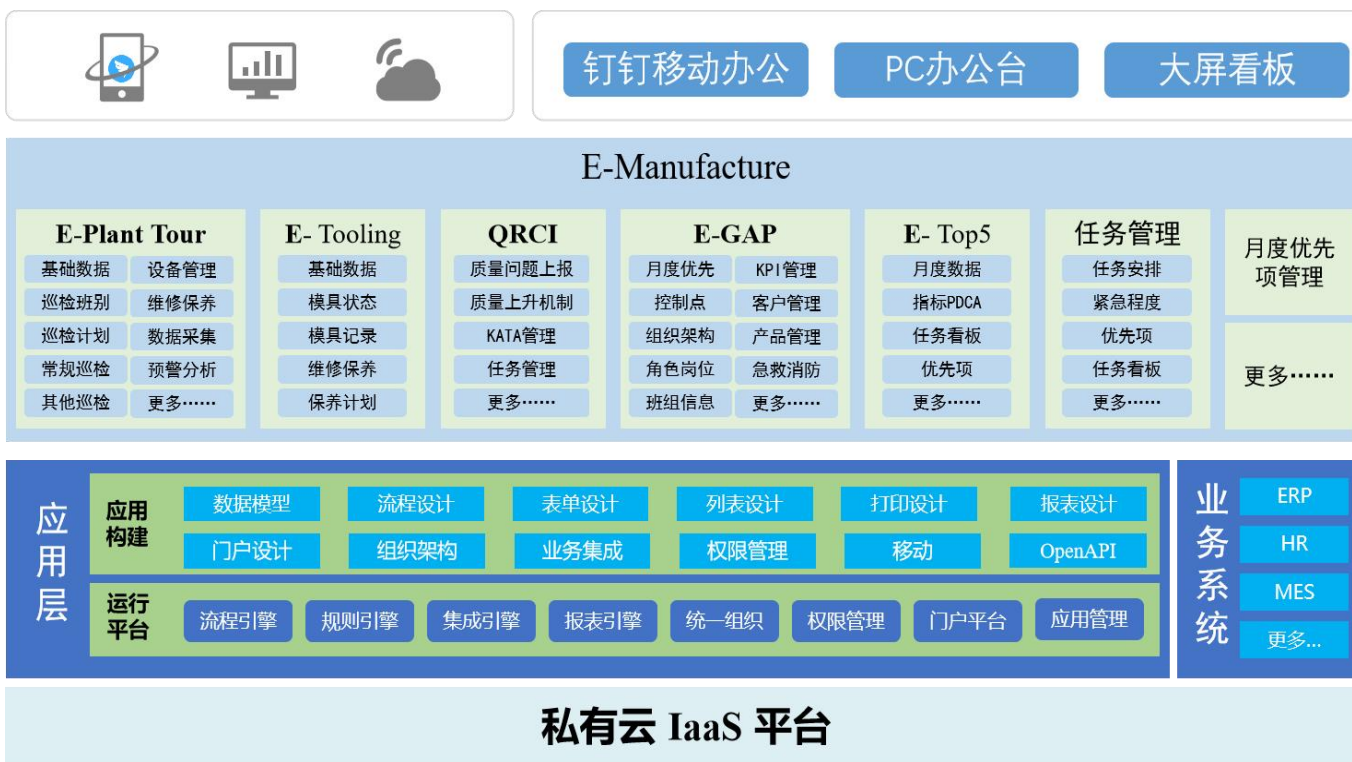 钉钉移动办公
PC办公台
大屏看板
E-Manufacture
E-Plant Tour
基础数据
设备管理
巡检班别
维修保养
巡检计划
数据采集
常规巡检
预警分析
其他巡检
更多……
E- Tooling
基础数据
模具状态
模具记录
维修保养
保养计划
QRCI
质量问题上报
质量上升机制
KATA管理
任务管理
更多……
E-GAP
月度优先
KPI管理
控制点
客户管理
组织架构
产品管理
角色岗位
急救消防
班组信息
更多……
E- Top5
月度数据
指标PDCA
任务看板
优先项
更多……
任务管理
任务安排
紧急程度
优先项
任务看板
更多……
月度优先
项管理
更多……
应用层
应用
构建
数据模型
流程设计
表单设计
列表设计
打印设计
报表设计
门户设计
组织架构
业务集成
权限管理
移动
OpenAPI
运行
平台
流程引擎
规则引擎
集成引擎
报表引擎
统一组织
权限管理
门户平台
应用管理
业务系统
ERP
HR
MES
更多...
私有云 IaaS 平台